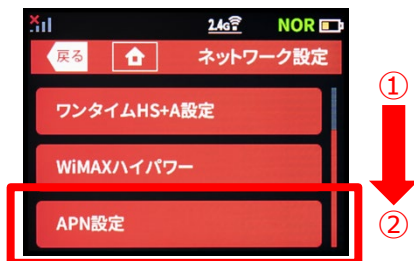 2.4G NOR
戻る ネットワーク設定
ワンタイムHS+A設定
①
WiMAXハイパワー
APN設定
②